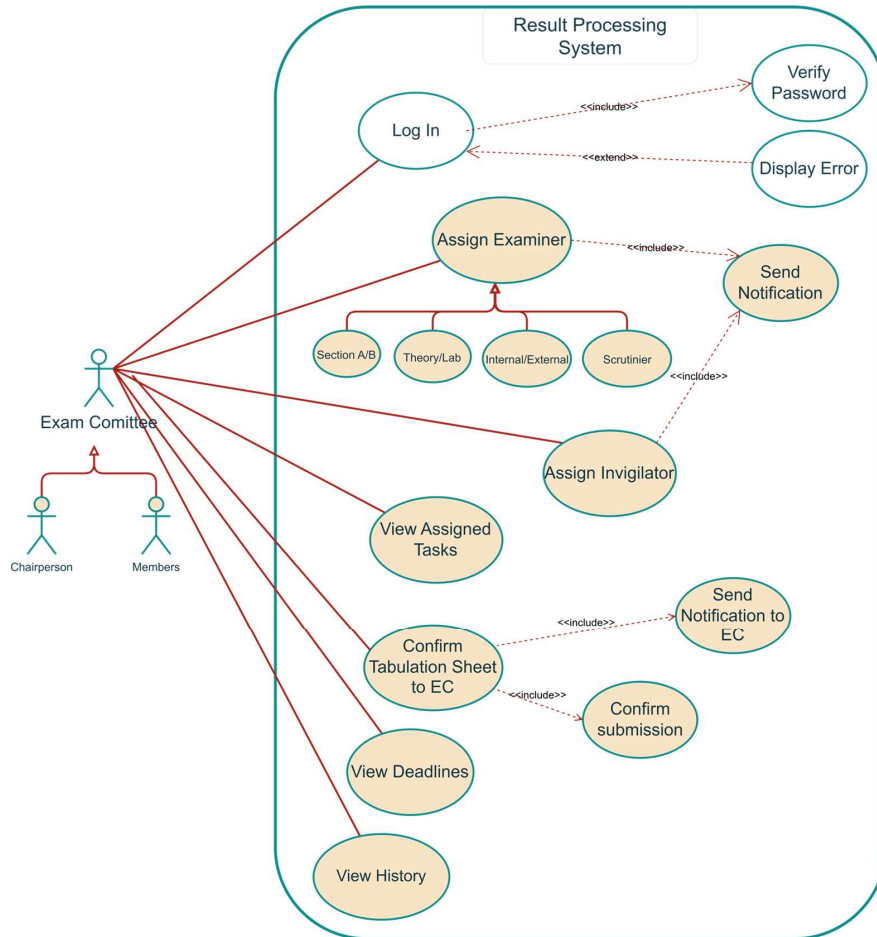 Result Processing
System
Verify
Password
<<include>>
Log In
<<extend>>
Display Error
Assign Examiner
<<include>>
Send
Notification
Section A/B
Theory/Lab
Internal/External
Scrutinier
<<include>>
Exam Comittee
Assign Invigilator
View Assigned
Tasks
Chairperson
Members
Send
Notification to
EC
<<include>>
Confirm
Tabulation Sheet
to EC
<<include>>
Confirm
submission
View Deadlines
View History